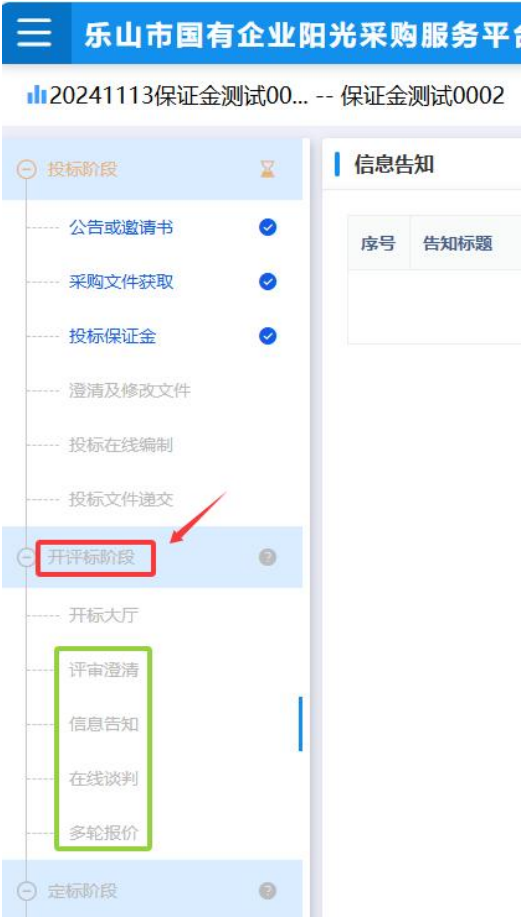 乐山市国有企业阳光采购服务平台
20241113保证金测试00... -- 保证金测试0002
投标阶段
信息告知
公告或邀请书
序号 告知标题
采购文件获取
投标保证金
澄清及修改文件
投标在线编制
投标文件递交
开评标阶段
开标大厅
评审澄清
信息告知
在线谈判
多轮报价
定标阶段